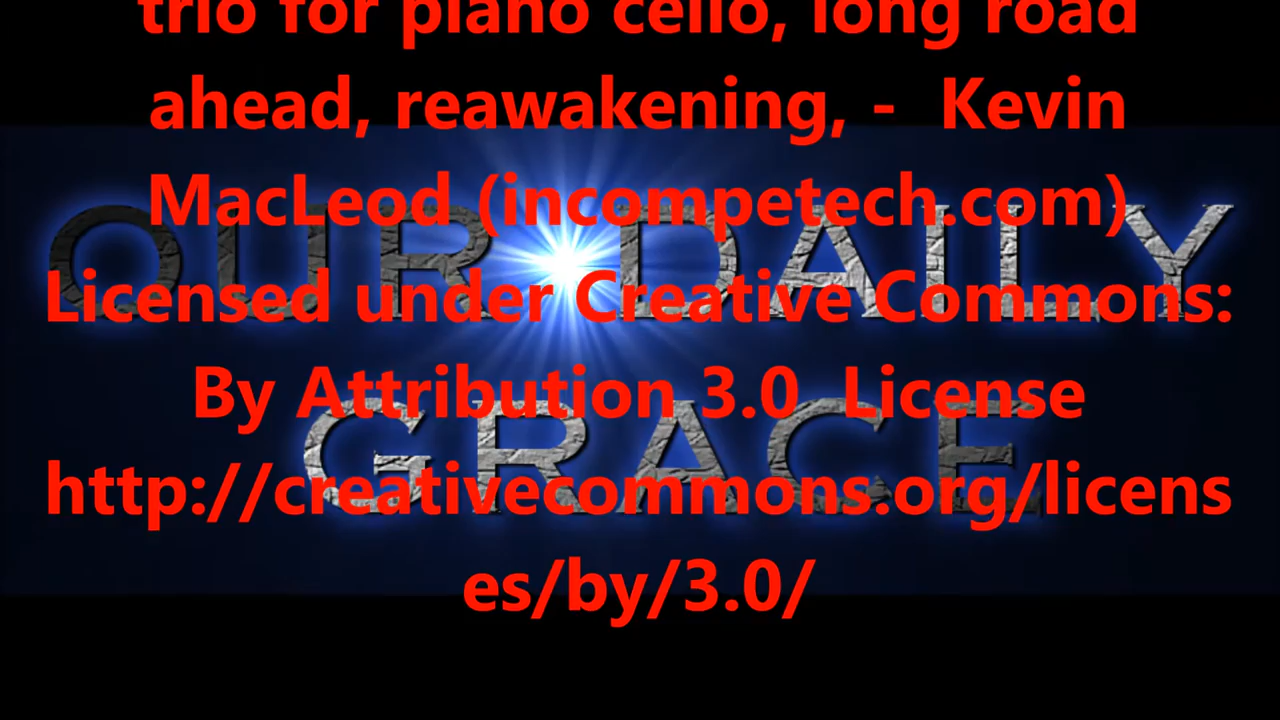 trio for piano cello, long road
ahead, reawakening, -  Kevin
MacLeod (incompetech.com)
Licensed under Creative Commons:
By Attribution 3.0  License
http://creativecommons.org/licens
es/by/3.0/
OUR DAILY
GRACE